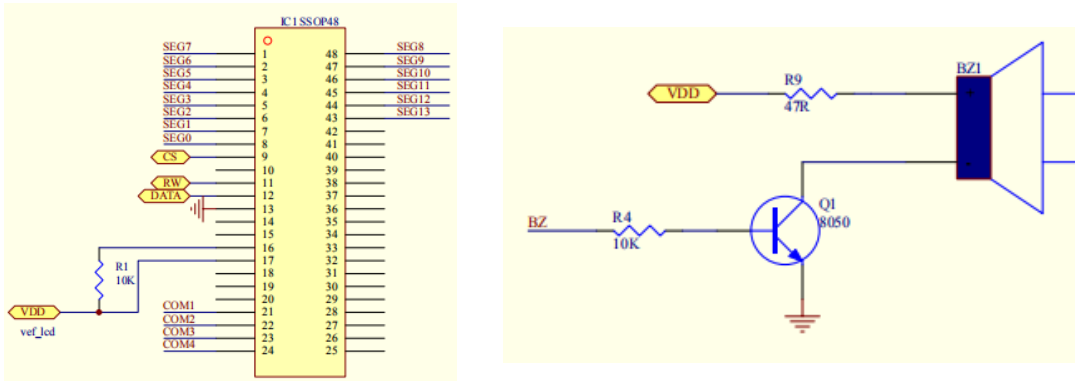 IC1SSOP48
SEG7 1 48 SEG8
SEG6 2 47 SEG9
SEG5 3 46 SEG10
SEG4 4 45 SEG11
SEG3 5 44 SEG12
SEG2 6 43 SEG13
SEG1 7 42
SEG0 8 41
CS 9 40
10 39
RW 11 38
DATA 12 37
13 36
14 35
15 34
16 33
17 32
R1 18 31
10K 19 30
20 29
VDD COM1 21 28
vef_lcd COM2 22 27
COM3 23 26
COM4 24 25
BZ1
R9
VDD
47R
+
-
Q1
8050
BZ
R4
10K